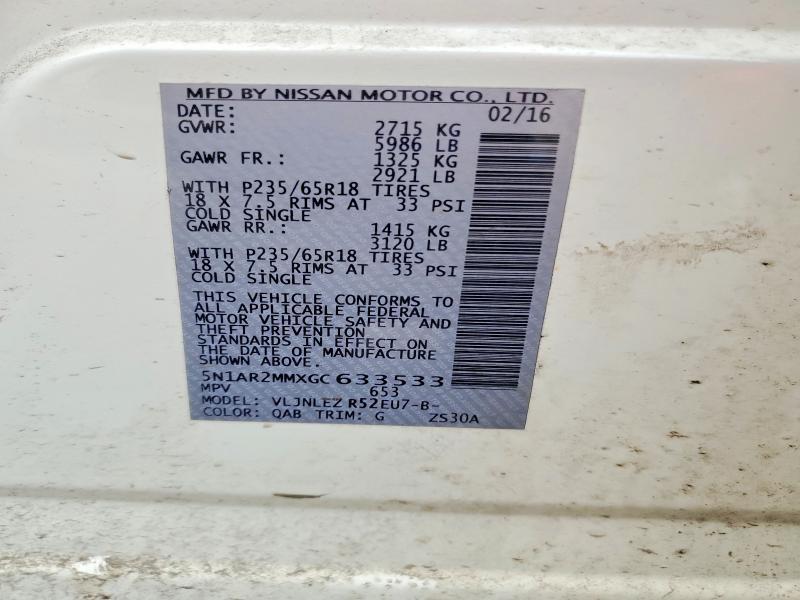 MFD BY NISSAN MOTOR CO., LTD.
DATE: 02/16
GVWR: 2715 KG
5986 LB
GAWR FR.: 1325 KG
2921 LB
WITH P235/65R18 TIRES
18 X 7.5 RIMS AT 33 PSI
COLD SINGLE
GAWR RR.: 1415 KG
3120 LB
WITH P235/65R18 TIRES
18 X 7.5 RIMS AT 33 PSI
COLD SINGLE
THIS VEHICLE CONFORMS TO
ALL APPLICABLE FEDERAL
MOTOR VEHICLE SAFETY AND
THEFT PREVENTION
STANDARDS IN EFFECT ON
THE DATE OF MANUFACTURE
SHOWN ABOVE.
5N1AR2MMXGC633533
MPV 653
MODEL: VLJNLEZ R52EU7-B-
COLOR: QAB TRIM: G ZS30A